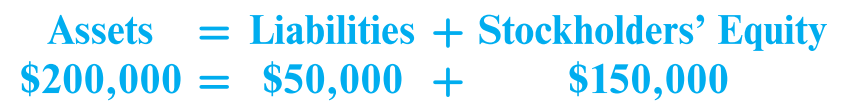 Assets = Liabilities + Stockholders’ Equity
$200,000 = $50,000 + $150,000